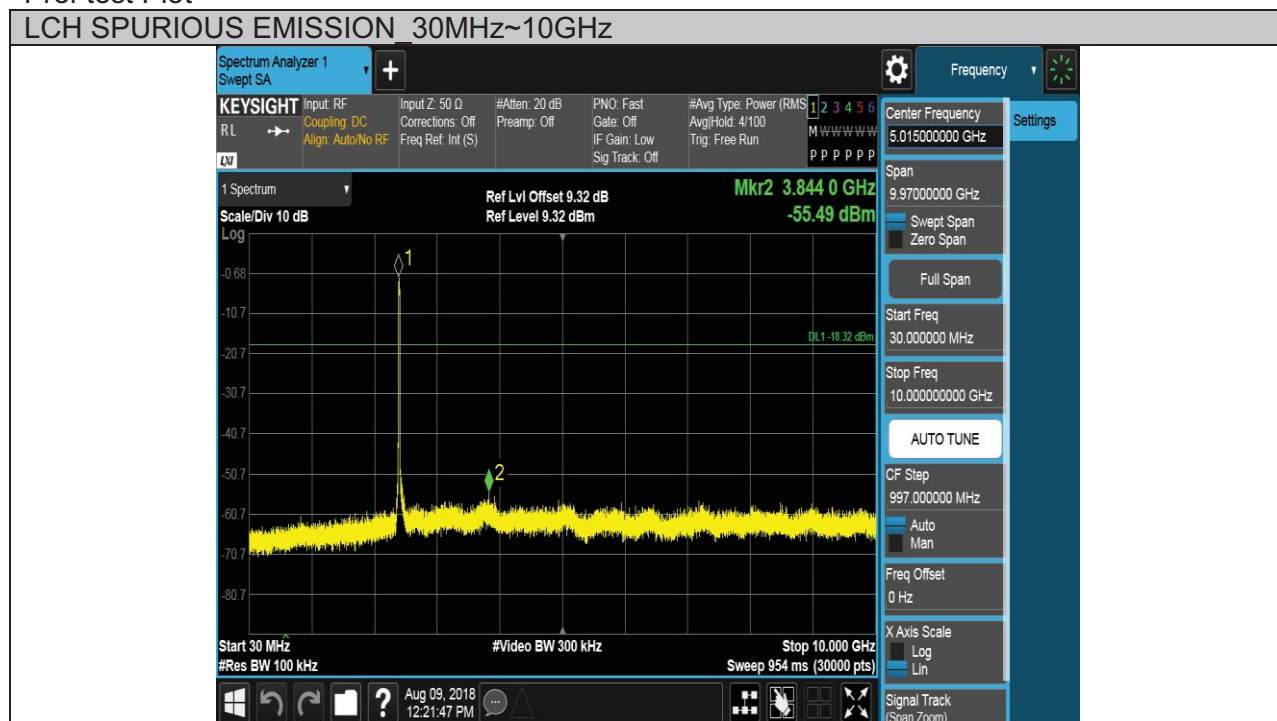 LCH SPURIOUS EMISSION_30MHz~10GHz
Spectrum Analyzer 1
Swept SA
+
Frequency
KEYSIGHT
RL
LXI
Input: RF
Coupling: DC
Align: Auto/No RF
Input Z: 50 Ω
Corrections: Off
Freq Ref: Int (S)
#Atten: 20 dB
Preamp: Off
PNO: Fast
Gate: Off
IF Gain: Low
Sig Track: Off
#Avg Type: Power (RMS
Avg|Hold: 4/100
Trig: Free Run
1 2 3 4 5 6
M W W W W W
P P P P P P
1 Spectrum
Scale/Div 10 dB
Log
Ref Lvl Offset 9.32 dB
Ref Level 9.32 dBm
Mkr2 3.844 0 GHz
-55.49 dBm
1
-0.68
-10.7
DL1 -18.32 dBm
-20.7
-30.7
-40.7
-50.7
2
-60.7
-70.7
-80.7
Start 30 MHz
#Res BW 100 kHz
#Video BW 300 kHz
Stop 10.000 GHz
Sweep 954 ms (30000 pts)
?
Aug 09, 2018
12:21:47 PM
Center Frequency
5.015000000 GHz
Settings
Span
9.97000000 GHz
Swept Span
Zero Span
Full Span
Start Freq
30.000000 MHz
Stop Freq
10.000000000 GHz
AUTO TUNE
CF Step
997.000000 MHz
Auto
Man
Freq Offset
0 Hz
X Axis Scale
Log
Lin
Signal Track
(Span Zoom)